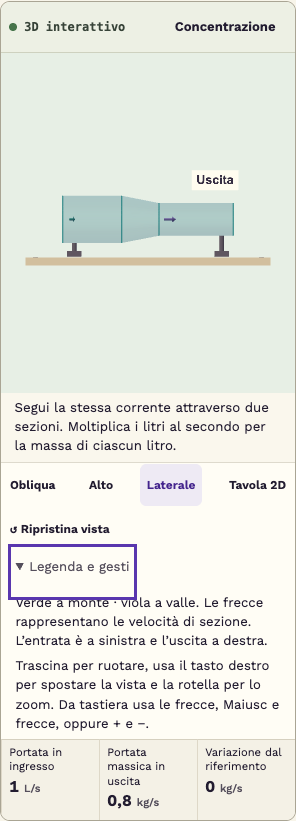 3D interattivo
Concentrazione
Uscita
Segui la stessa corrente attraverso due
sezioni. Moltiplica i litri al secondo per
la massa di ciascun litro.
Obliqua Alto Laterale Tavola 2D
↺ Ripristina vista
▼ Legenda e gesti
Verde a monte · viola a valle. Le frecce
rappresentano le velocità di sezione.
L’entrata è a sinistra e l’uscita a destra.
Trascina per ruotare, usa il tasto destro
per spostare la vista e la rotella per lo
zoom. Da tastiera usa le frecce, Maiusc e
frecce, oppure + e −.
Portata in
ingresso
1 L/s
Portata
massica in
uscita
0,8 kg/s
Variazione dal
riferimento
0 kg/s